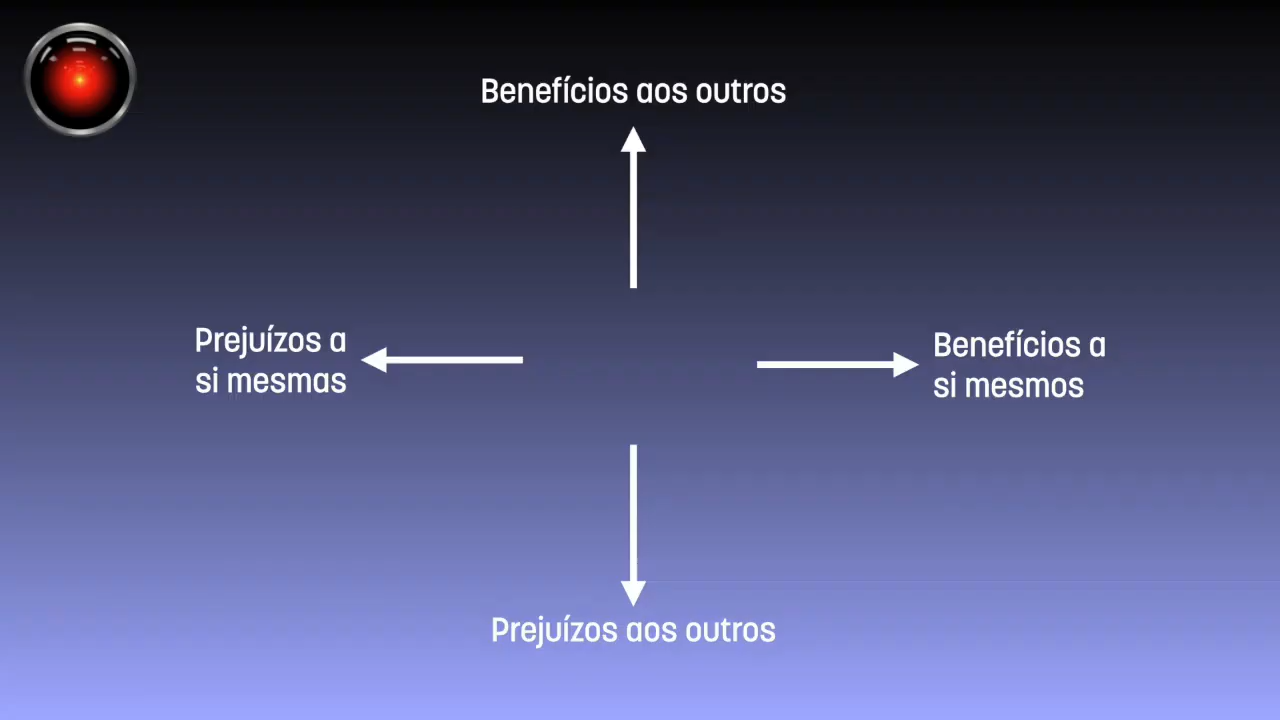 Benefícios aos outros
Prejuízos a
si mesmas
Benefícios a
si mesmos
Prejuízos aos outros